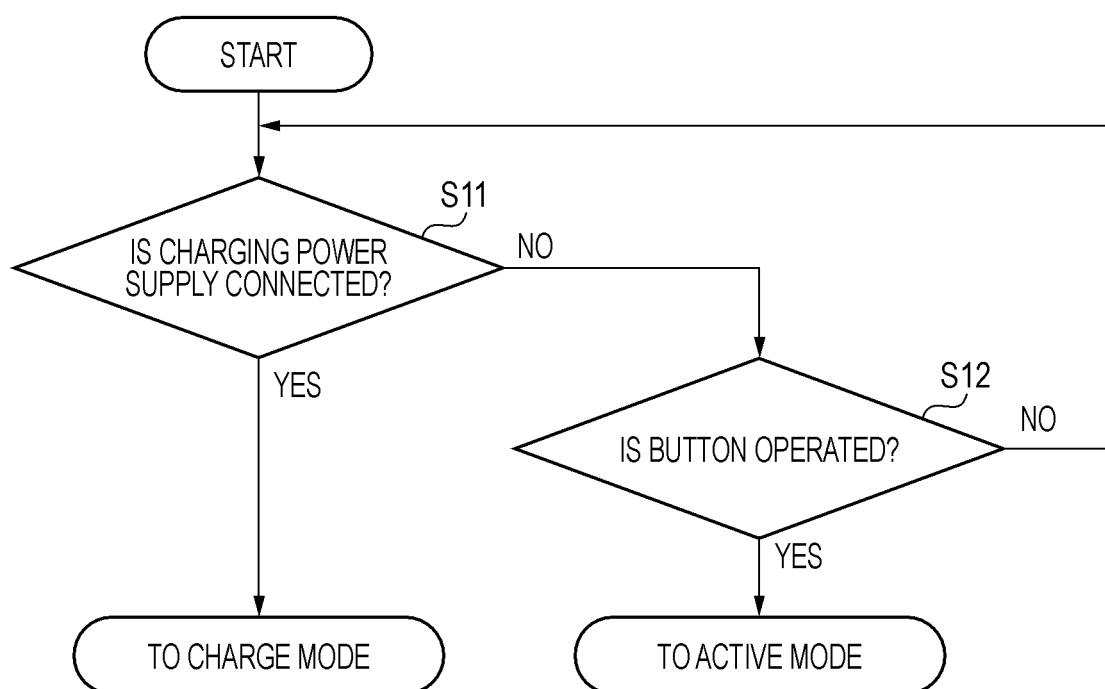 START
S11
IS CHARGING POWER
SUPPLY CONNECTED?
NO
YES
S12
IS BUTTON OPERATED?
NO
YES
TO CHARGE MODE
TO ACTIVE MODE